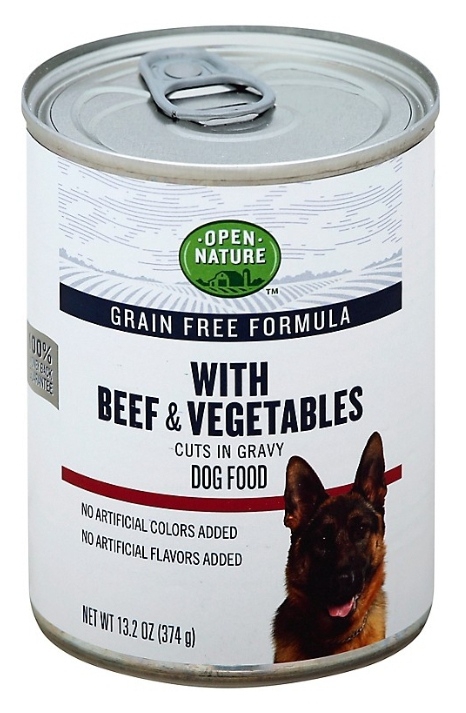 OPEN
NATURE
TM
GRAIN FREE FORMULA
100%
GUARANTEE
WITH
BEEF & VEGETABLES
CUTS IN GRAVY
DOG FOOD
NO ARTIFICIAL COLORS ADDED
NO ARTIFICIAL FLAVORS ADDED
NET WT 13.2 OZ (374 g)